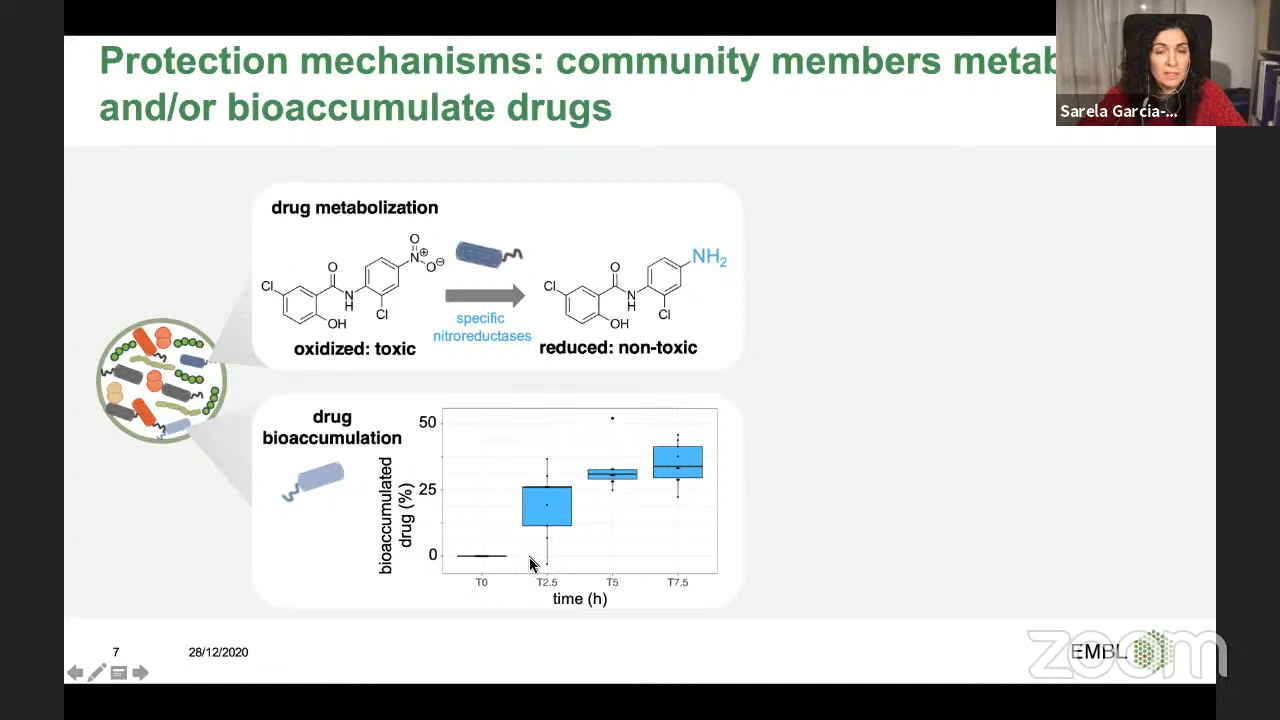 Protection mechanisms: community members metab
and/or bioaccumulate drugs
Sarela Garcia-...
drug metabolization
O
N
O
Cl
O
N
H
Cl
OH
specific
nitroreductases
NH2
O
Cl
N
H
Cl
OH
oxidized: toxic
reduced: non-toxic
drug
bioaccumulation
bioaccumulated
drug (%)
50
25
0
T0 T2.5 T5 T7.5
time (h)
7 28/12/2020
EMBL
zoom